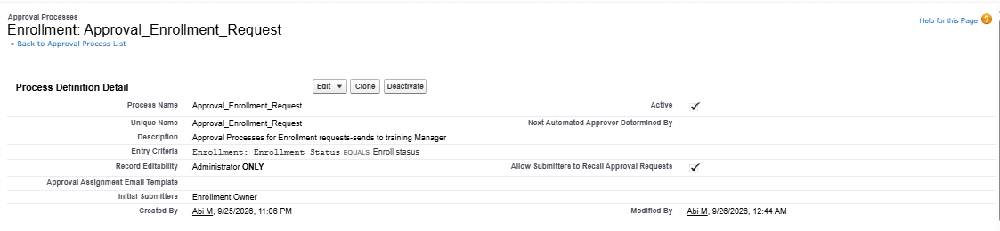 Approval Processes
Enrollment: Approval_Enrollment_Request
Help for this Page ?
« Back to Approval Process List
Process Definition Detail
Edit ▼ Clone Deactivate
Process Name Approval_Enrollment_Request Active ✓
Unique Name Approval_Enrollment_Request Next Automated Approver Determined By
Description Approval Processes for Enrollment requests-sends to training Manager
Entry Criteria Enrollment: Enrollment Status EQUALS Enroll stasus
Record Editability Administrator ONLY Allow Submitters to Recall Approval Requests ✓
Approval Assignment Email Template
Initial Submitters Enrollment Owner
Created By Abi M, 9/25/2026, 11:06 PM Modified By Abi M, 9/26/2026, 12:44 AM